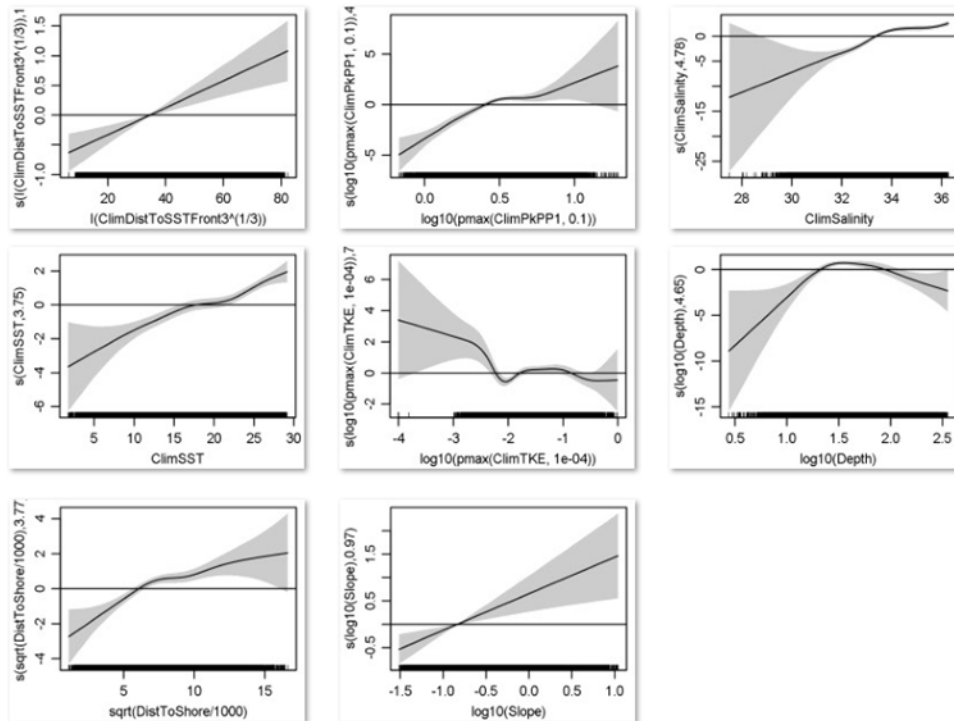 s(I(ClimDistToSSTFront3^(1/3)),1
-1.0 0.0 0.5 1.0 1.5
20 40 60 80
I(ClimDistToSSTFront3^(1/3))
s(log10(pmax(ClimPkPP1, 0.1)),4
-5 0 5
0.0 0.5 1.0
log10(pmax(ClimPkPP1, 0.1))
s(ClimSalinity,4.78)
-25 -15 -5 0
28 30 32 34 36
ClimSalinity
s(ClimSST,3.75)
-6 -4 -2 0 2
5 10 15 20 25 30
ClimSST
s(log10(pmax(ClimTKE, 1e-04)),7
-2 0 2 4 6
-4 -3 -2 -1 0
log10(pmax(ClimTKE, 1e-04))
s(log10(Depth),4.65)
-15 -10 -5 0
0.5 1.0 1.5 2.0 2.5
log10(Depth)
s(sqrt(DistToShore/1000),3.77
-4 -2 0 2 4
5 10 15
sqrt(DistToShore/1000)
s(log10(Slope),0.97)
-0.5 0.5 1.5
-1.5 -1.0 -0.5 0.0 0.5 1.0
log10(Slope)